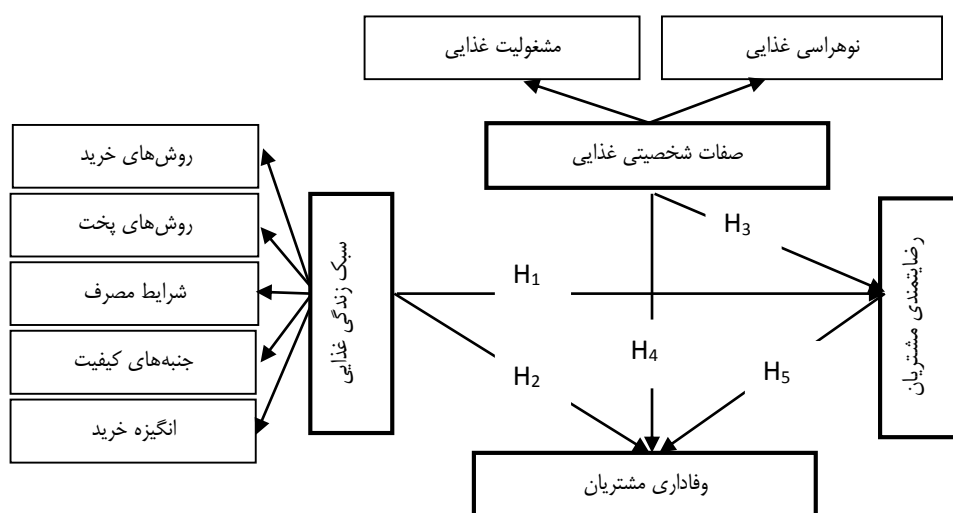 نوهراسی غذایی
مشغولیت غذایی
صفات شخصیتی غذایی
روش‌های خرید
روش‌های پخت
شرایط مصرف
جنبه‌های کیفیت
انگیزه خرید
سبک زندگی غذایی
رضایتمندی مشتریان
H3
H1
H4
H2
H5
وفاداری مشتریان